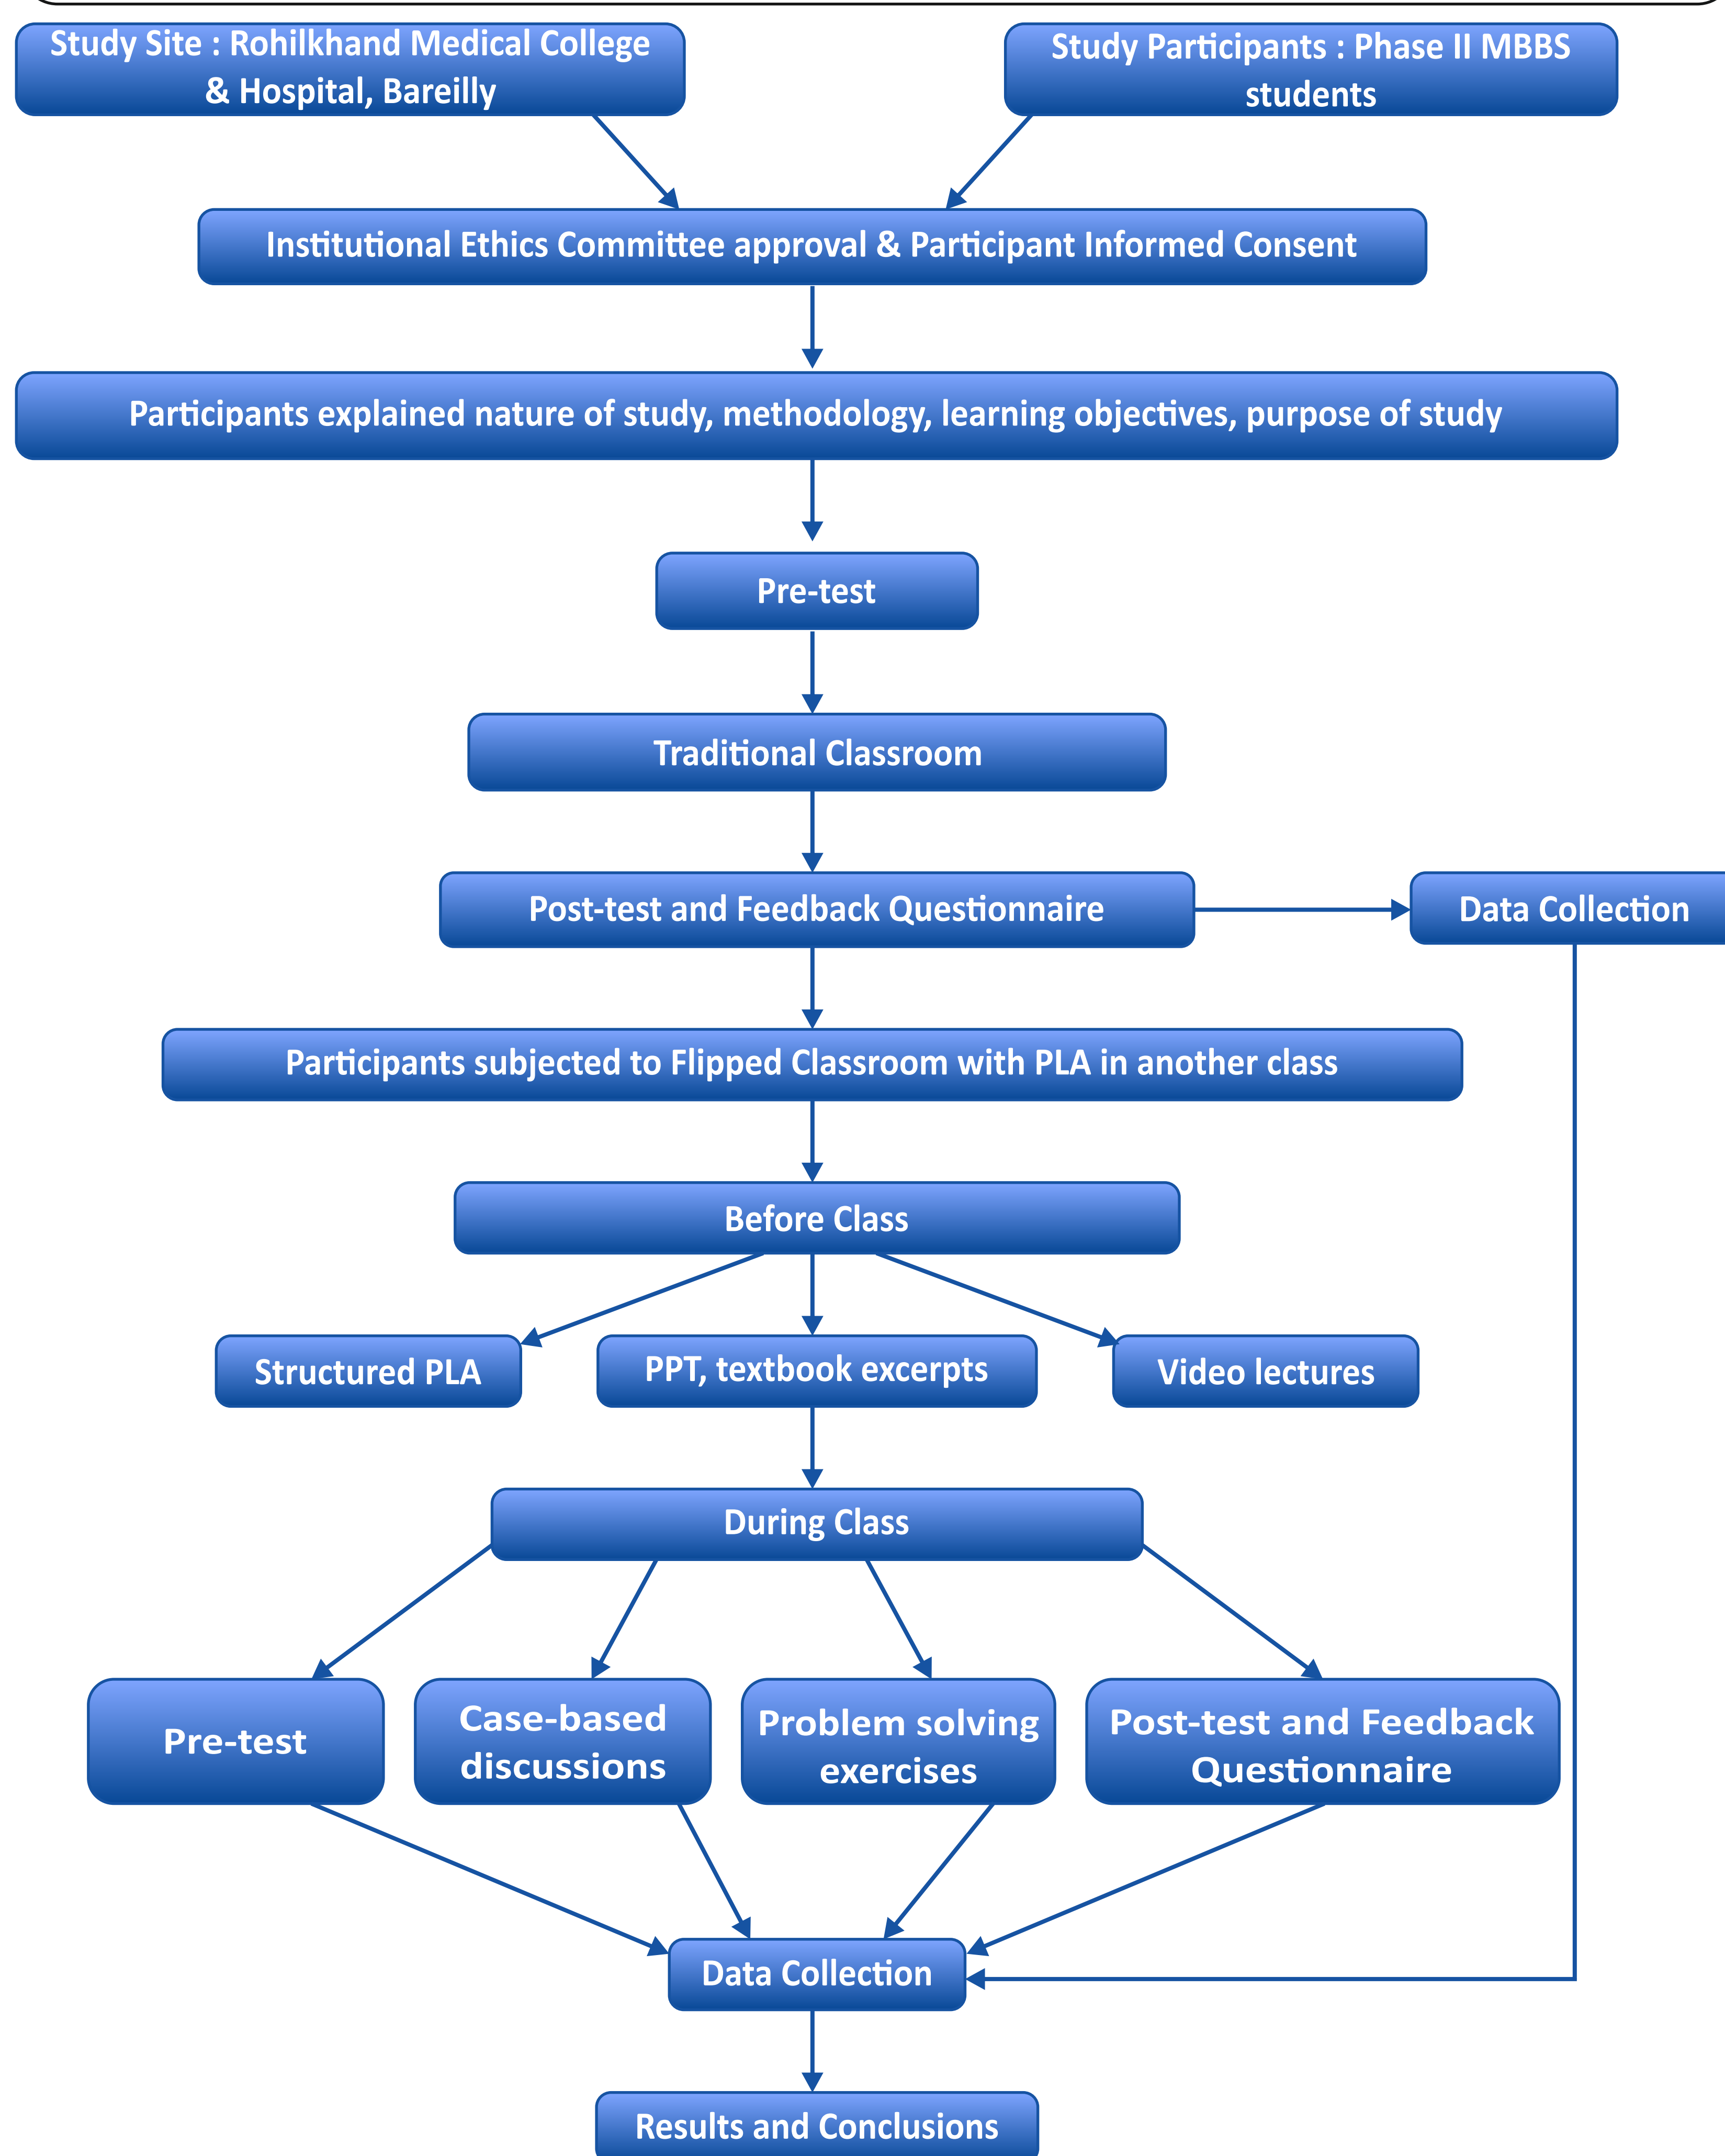 Study Site : Rohilkhand Medical College
& Hospital, Bareilly
Study Participants : Phase II MBBS
students
Institutional Ethics Committee approval & Participant Informed Consent
Participants explained nature of study, methodology, learning objectives, purpose of study
Pre-test
Traditional Classroom
Post-test and Feedback Questionnaire
Data Collection
Participants subjected to Flipped Classroom with PLA in another class
Before Class
Structured PLA
PPT, textbook excerpts
Video lectures
During Class
Pre-test
Case-based
discussions
Problem solving
exercises
Post-test and Feedback
Questionnaire
Data Collection
Results and Conclusions